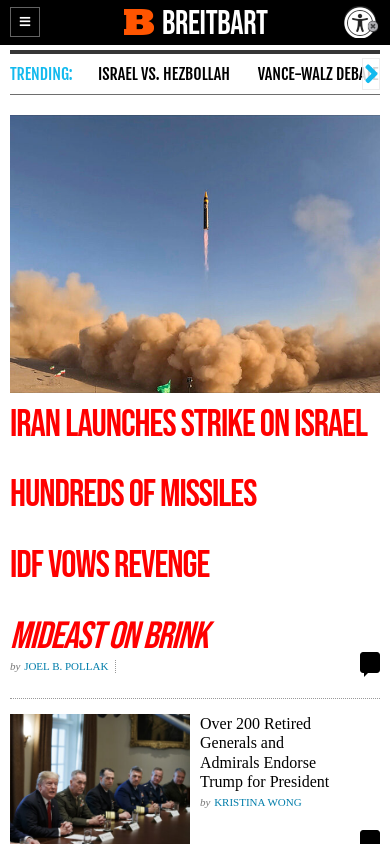 BREITBART
TRENDING:
ISRAEL VS. HEZBOLLAH
VANCE-WALZ
IRAN LAUNCHES STRIKE ON ISRAEL
HUNDREDS OF MISSILES
IDF VOWS REVENGE
MIDEAST ON BRINK
by JOEL B. POLLAK
Over 200 Retired
Generals and
Admirals Endorse
Trump for President
by KRISTINA WONG